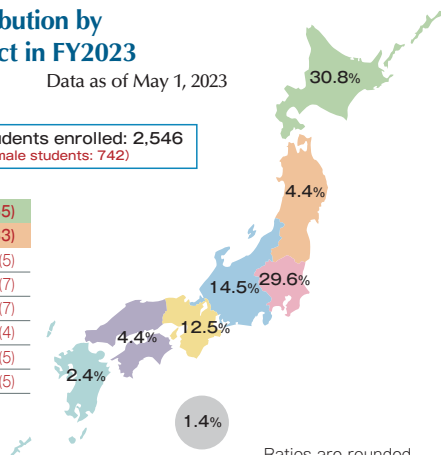 bution by
ct in FY2023
Data as of May 1, 2023
udents enrolled: 2,546
male students: 742)
5)
3)
(5)
(7)
(7)
(4)
(5)
(5)
30.8%
4.4%
29.6%
14.5%
12.5%
4.4%
2.4%
1.4%
Ratios are rounded